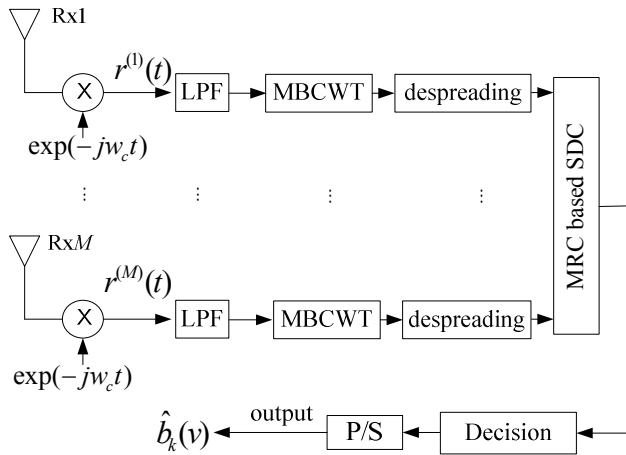 Rx1
X
r^{(1)}(t)
LPF
MBCWT
despreading
exp(−jw_c t)
MRC based SDC
⋮
⋮
⋮
⋮
RxM
X
r^{(M)}(t)
LPF
MBCWT
despreading
exp(−jw_c t)
b̂_k(v)
output
P/S
Decision